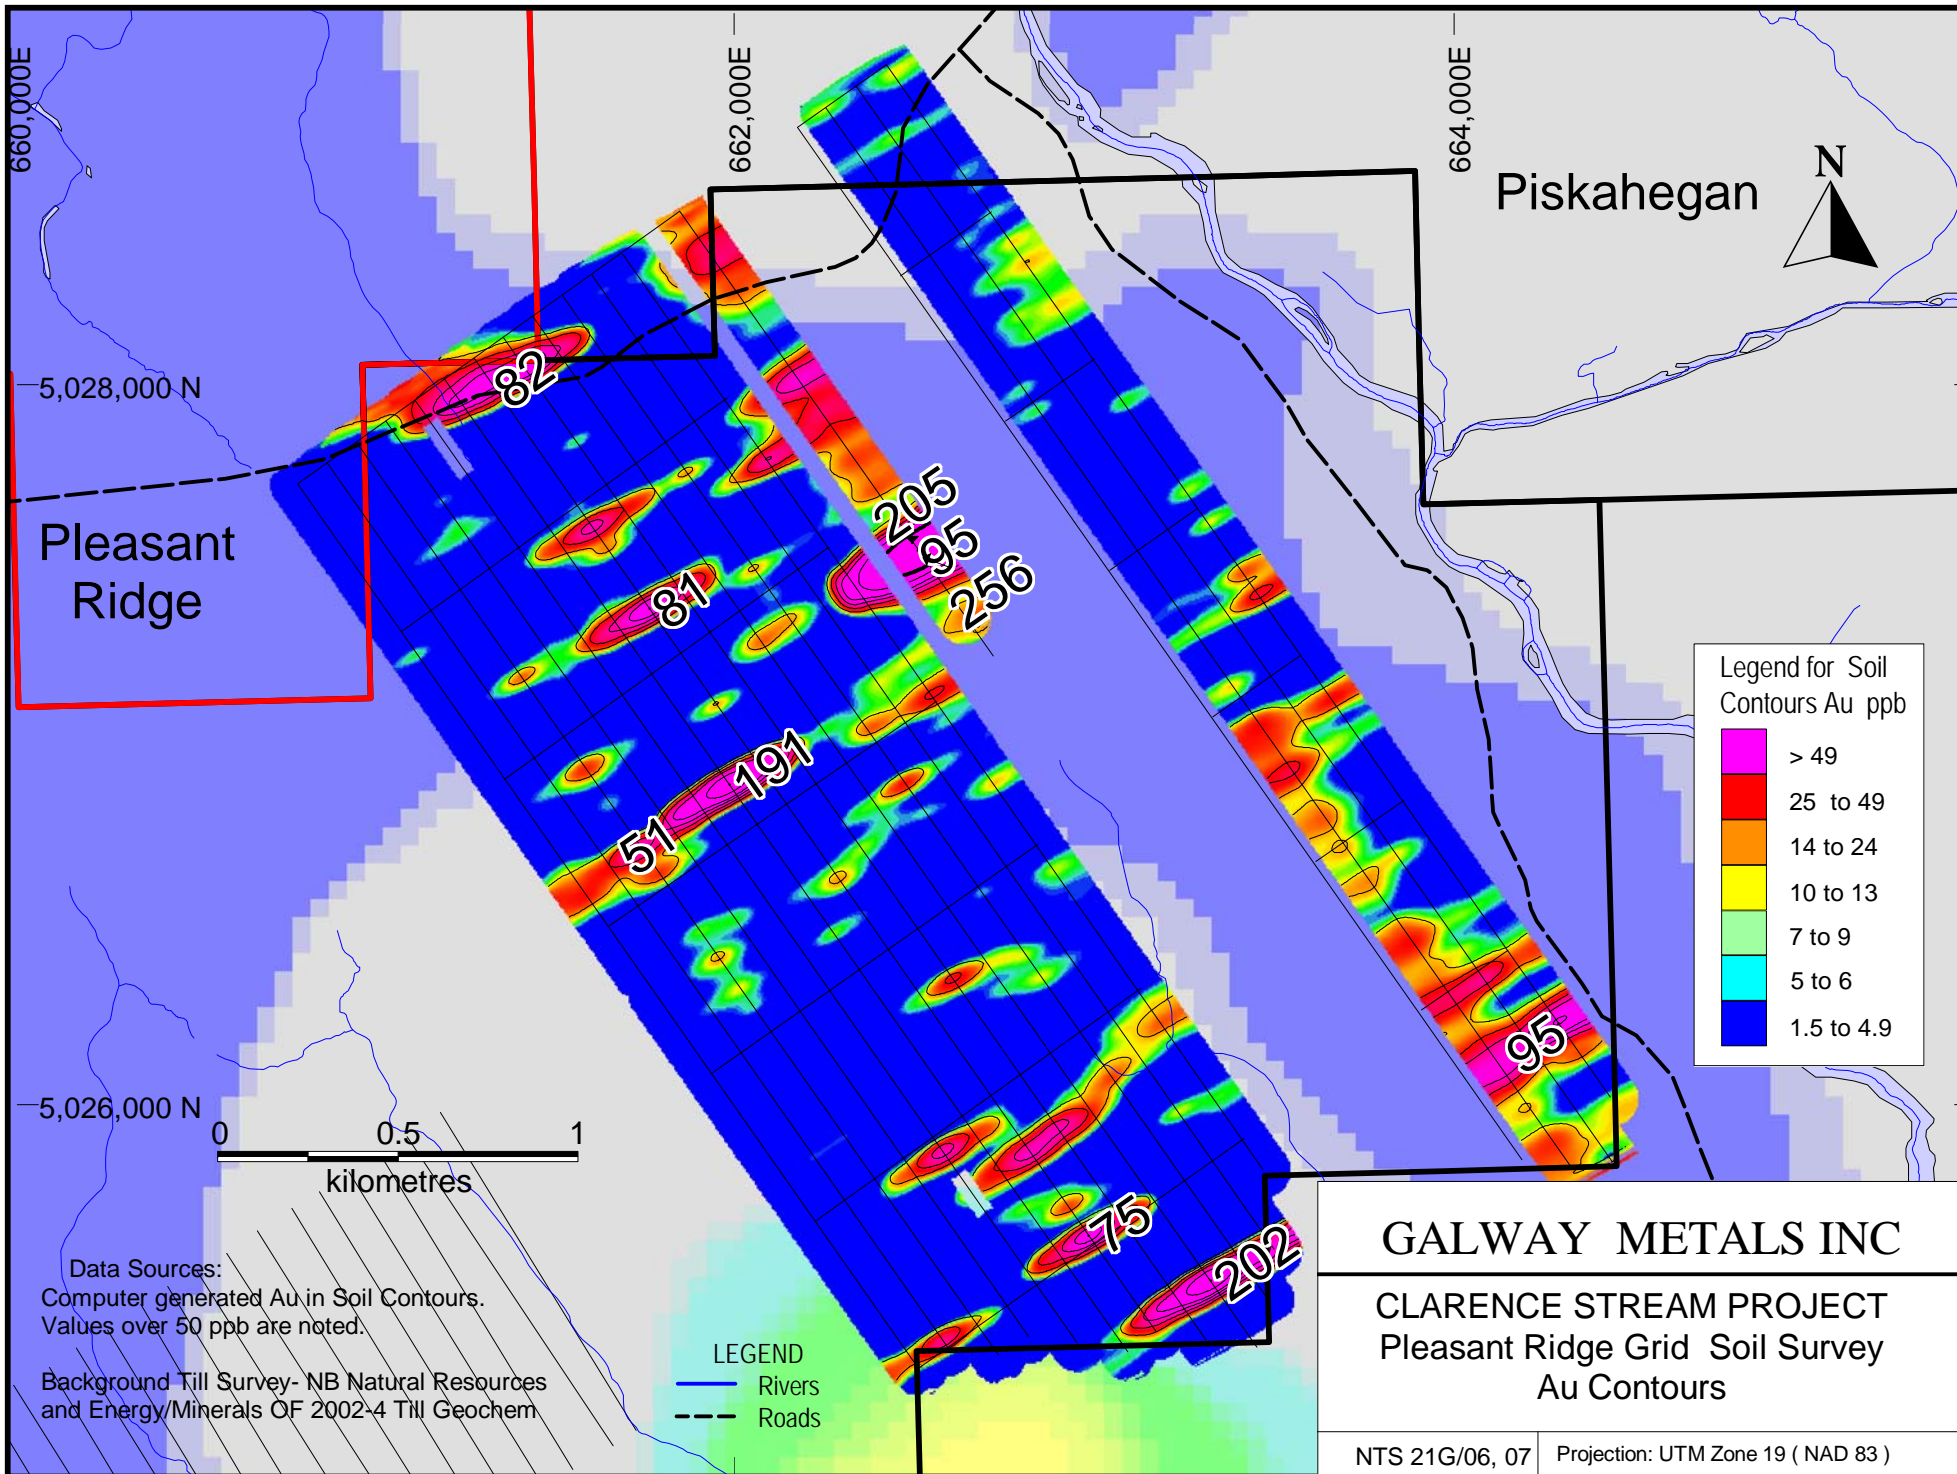 660,000E
662,000E
664,000E
Piskahegan
N
5,028,000 N
82
Pleasant
Ridge
205
95
256
81
191
51
Legend for Soil
Contours Au ppb
> 49
25 to 49
14 to 24
10 to 13
7 to 9
5 to 6
1.5 to 4.9
95
5,026,000 N
0 0.5 1
kilometres
75
202
Data Sources:
Computer generated Au in Soil Contours.
Values over 50 ppb are noted.
Background Till Survey- NB Natural Resources
and Energy/Minerals OF 2002-4 Till Geochem
LEGEND
Rivers
Roads
GALWAY METALS INC
CLARENCE STREAM PROJECT
Pleasant Ridge Grid Soil Survey
Au Contours
NTS 21G/06, 07
Projection: UTM Zone 19 ( NAD 83 )